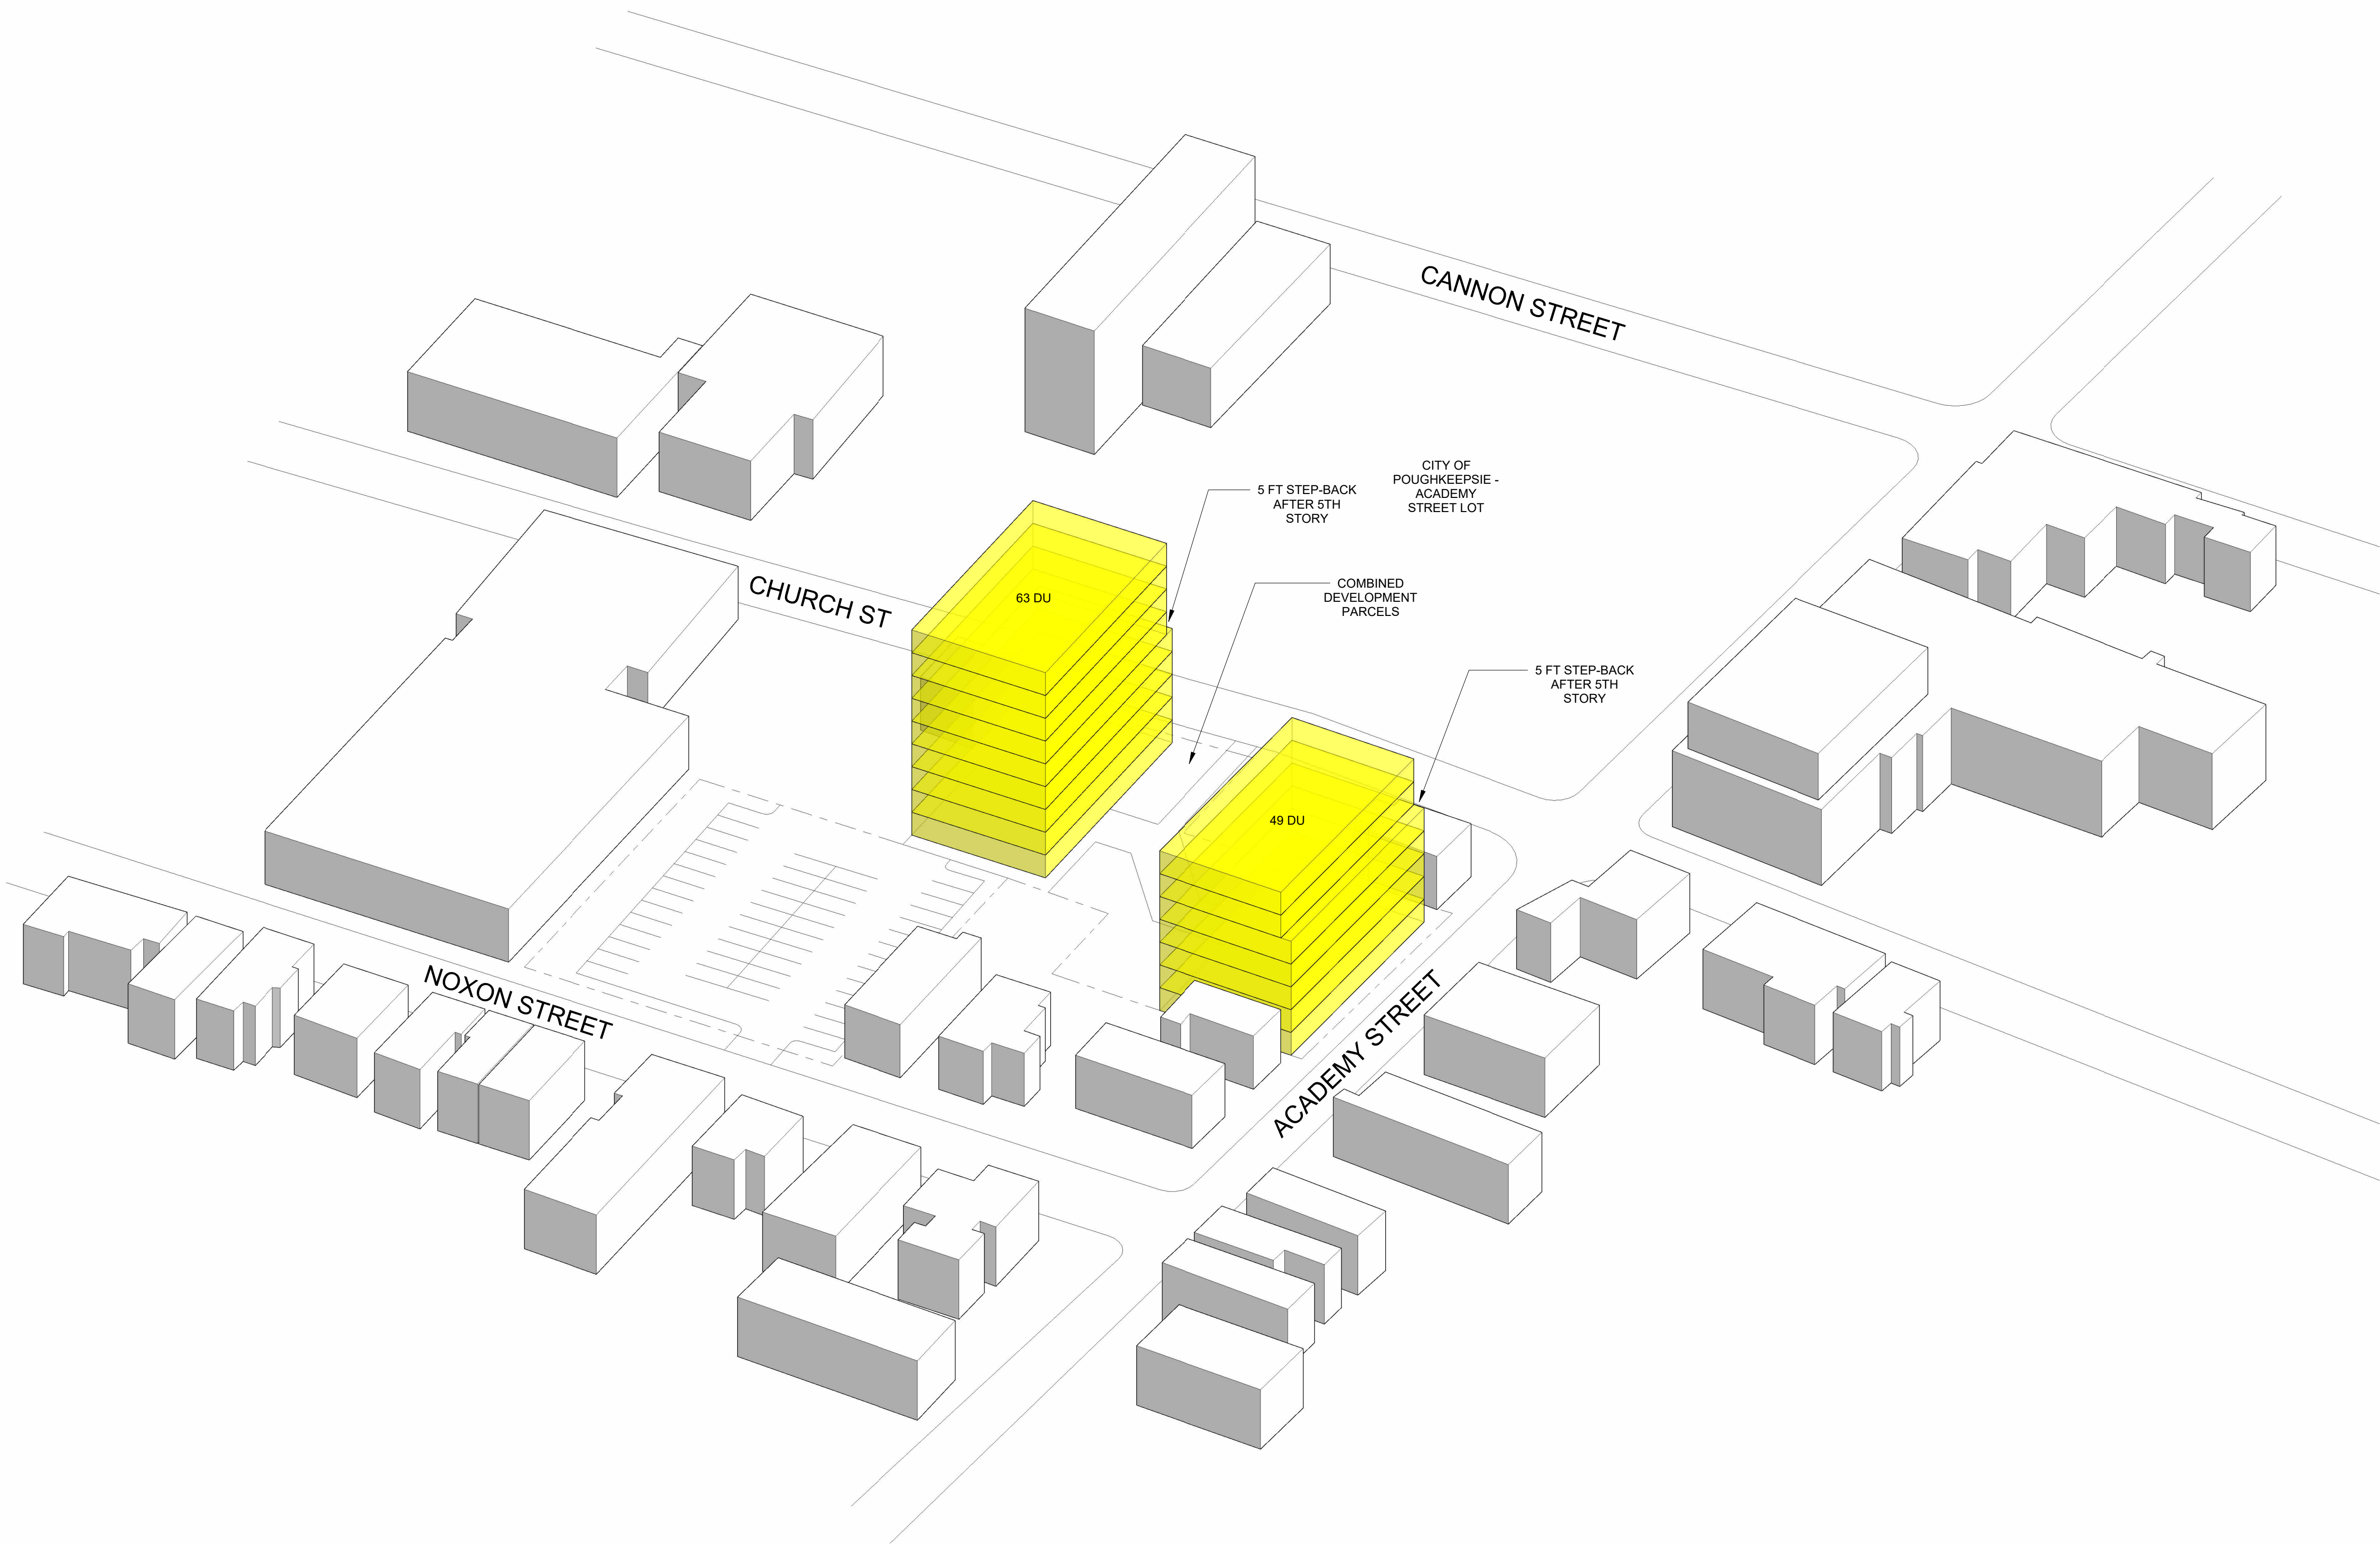 CANNON STREET
CITY OF
POUGHKEEPSIE -
ACADEMY
STREET LOT
5 FT STEP-BACK
AFTER 5TH
STORY
COMBINED
DEVELOPMENT
PARCELS
CHURCH ST
63 DU
5 FT STEP-BACK
AFTER 5TH
STORY
49 DU
NOXON STREET
ACADEMY STREET